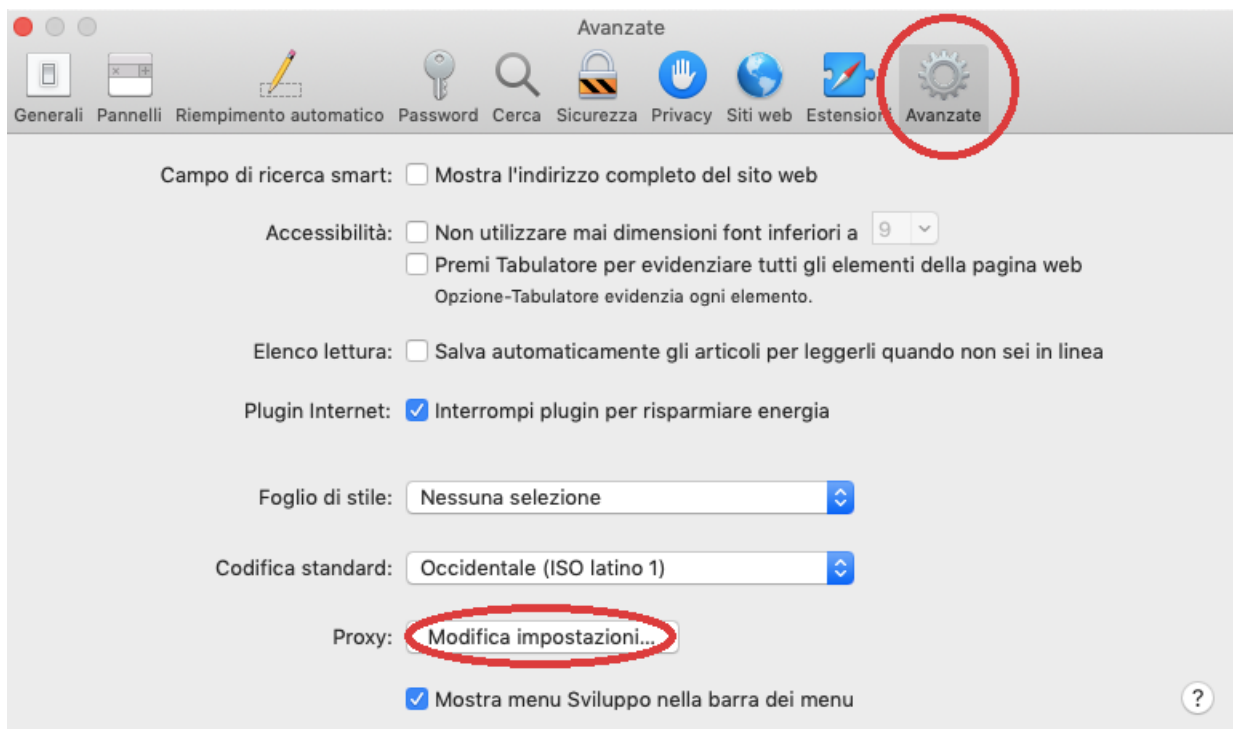 Avanzate
Generali Pannelli Riempimento automatico Password Cerca Sicurezza Privacy Siti web Estensioni Avanzate
Campo di ricerca smart: Mostra l'indirizzo completo del sito web
Accessibilità: Non utilizzare mai dimensioni font inferiori a 9
Premi Tabulatore per evidenziare tutti gli elementi della pagina web
Opzione-Tabulatore evidenzia ogni elemento.
Elenco lettura: Salva automaticamente gli articoli per leggerli quando non sei in linea
Plugin Internet: Interrompi plugin per risparmiare energia
Foglio di stile: Nessuna selezione
Codifica standard: Occidentale (ISO latino 1)
Proxy: Modifica impostazioni...
Mostra menu Sviluppo nella barra dei menu ?